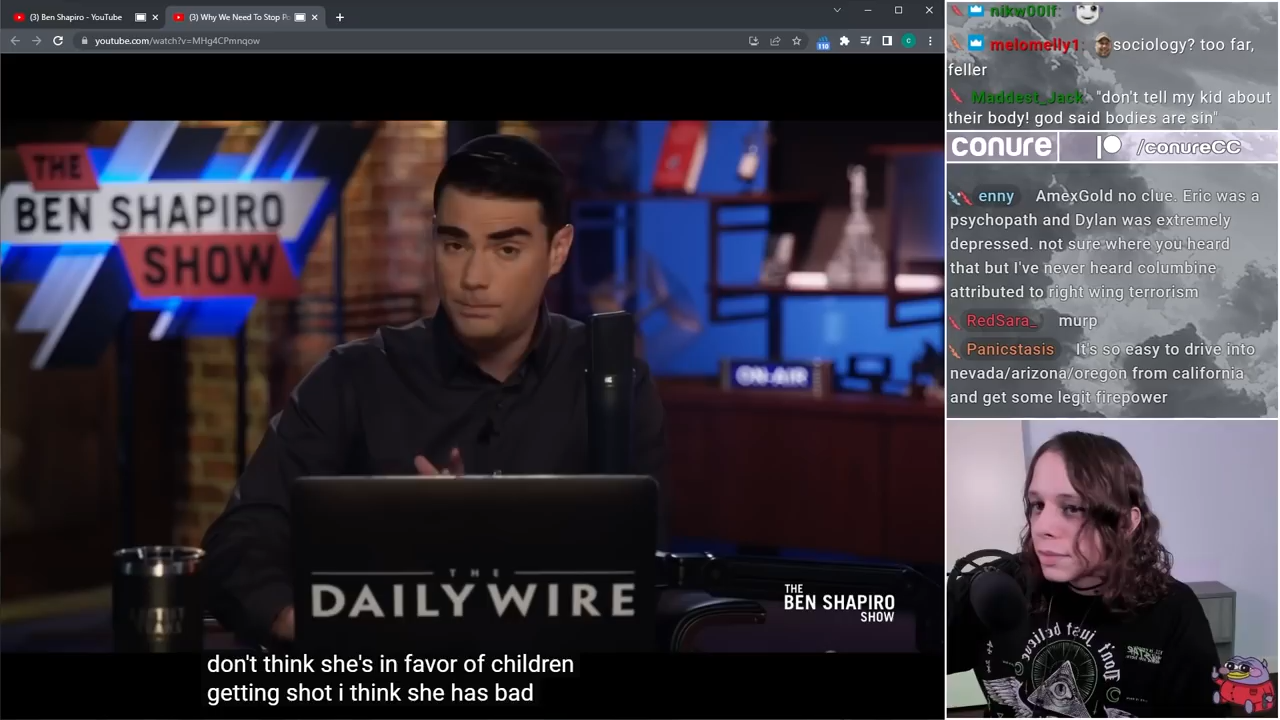 (3) Ben Shapiro - YouTube
(3) Why We Need To Stop Po
youtube.com/watch?v=MHg4CPmnqow
110
C
THE
BEN SHAPIRO
SHOW
ON-AIR
THE
DAILY WIRE
THE
BEN SHAPIRO
SHOW
don't think she's in favor of children
getting shot i think she has bad
nikw00lf:
melomelly1: sociology? too far,
feller
Maddest_Jack: "don't tell my kid about
their body! god said bodies are sin"
conure
/conureCC
enny AmexGold no clue. Eric was a
psychopath and Dylan was extremely
depressed. not sure where you heard
that but I've never heard columbine
attributed to right wing terrorism
RedSara_ murp
Panicstasis It's so easy to drive into
nevada/arizona/oregon from california
and get some legit firepower
Don't just believe